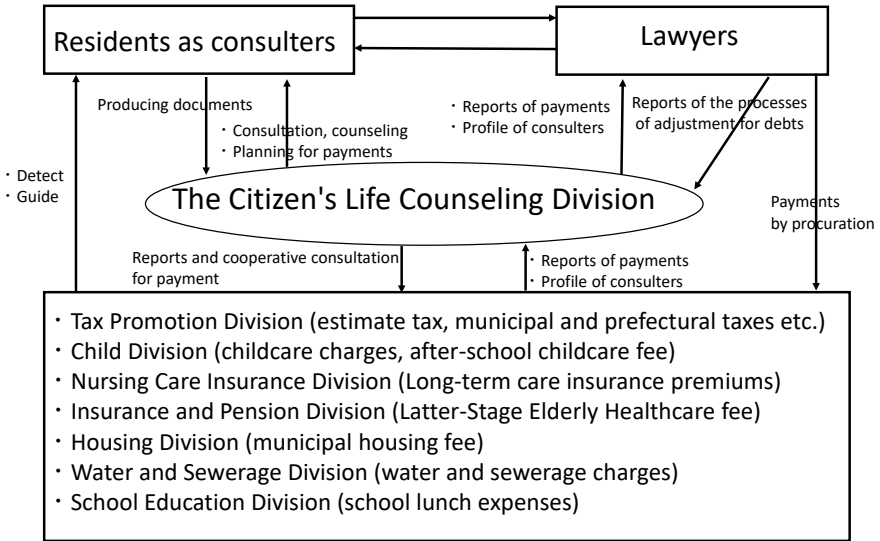 Residents as consulters
Lawyers
Producing documents
・Consultation, counseling
・Planning for payments
・Reports of payments
・Profile of consulters
Reports of the processes
of adjustment for debts
・Detect
・Guide
The Citizen's Life Counseling Division
Payments
by procuration
Reports and cooperative consultation
for payment
・Reports of payments
・Profile of consulters
・Tax Promotion Division (estimate tax, municipal and prefectural taxes etc.)
・Child Division (childcare charges, after-school childcare fee)
・Nursing Care Insurance Division (Long-term care insurance premiums)
・Insurance and Pension Division (Latter-Stage Elderly Healthcare fee)
・Housing Division (municipal housing fee)
・Water and Sewerage Division (water and sewerage charges)
・School Education Division (school lunch expenses)